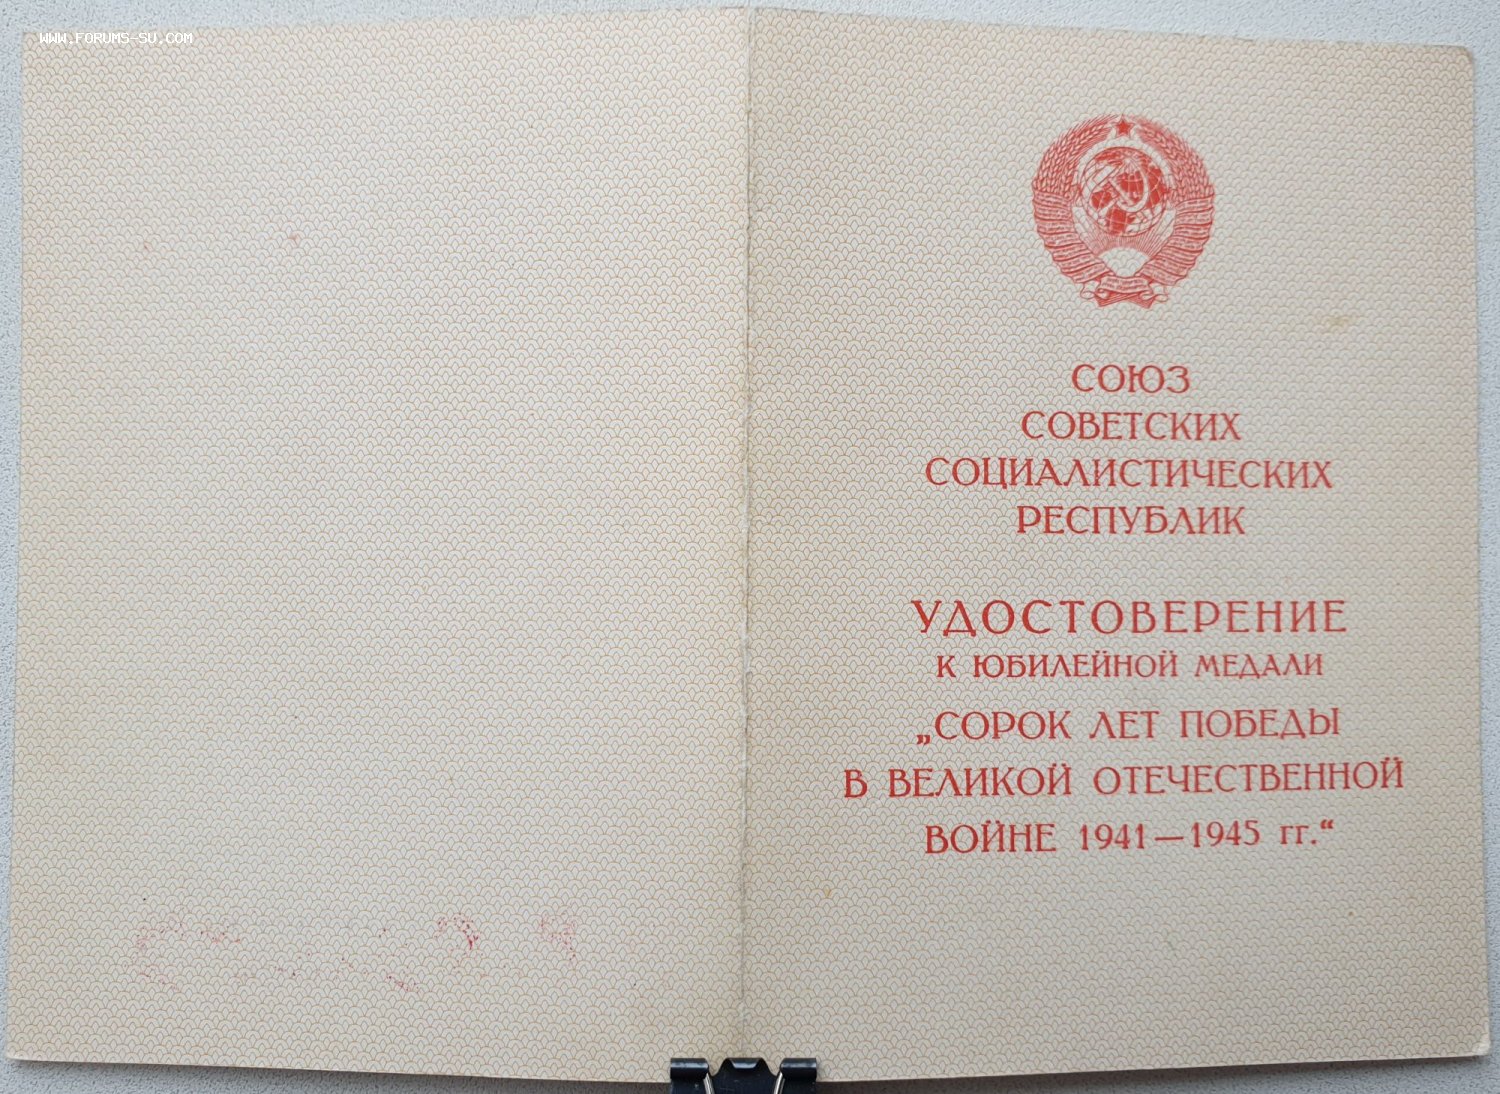 WWW.FORUMS-SU.COM
СОЮЗ
СОВЕТСКИХ
СОЦИАЛИСТИЧЕСКИХ
РЕСПУБЛИК
УДОСТОВЕРЕНИЕ
К ЮБИЛЕЙНОЙ МЕДАЛИ
„СОРОК ЛЕТ ПОБЕДЫ
В ВЕЛИКОЙ ОТЕЧЕСТВЕННОЙ
ВОЙНЕ 1941—1945 гг.“